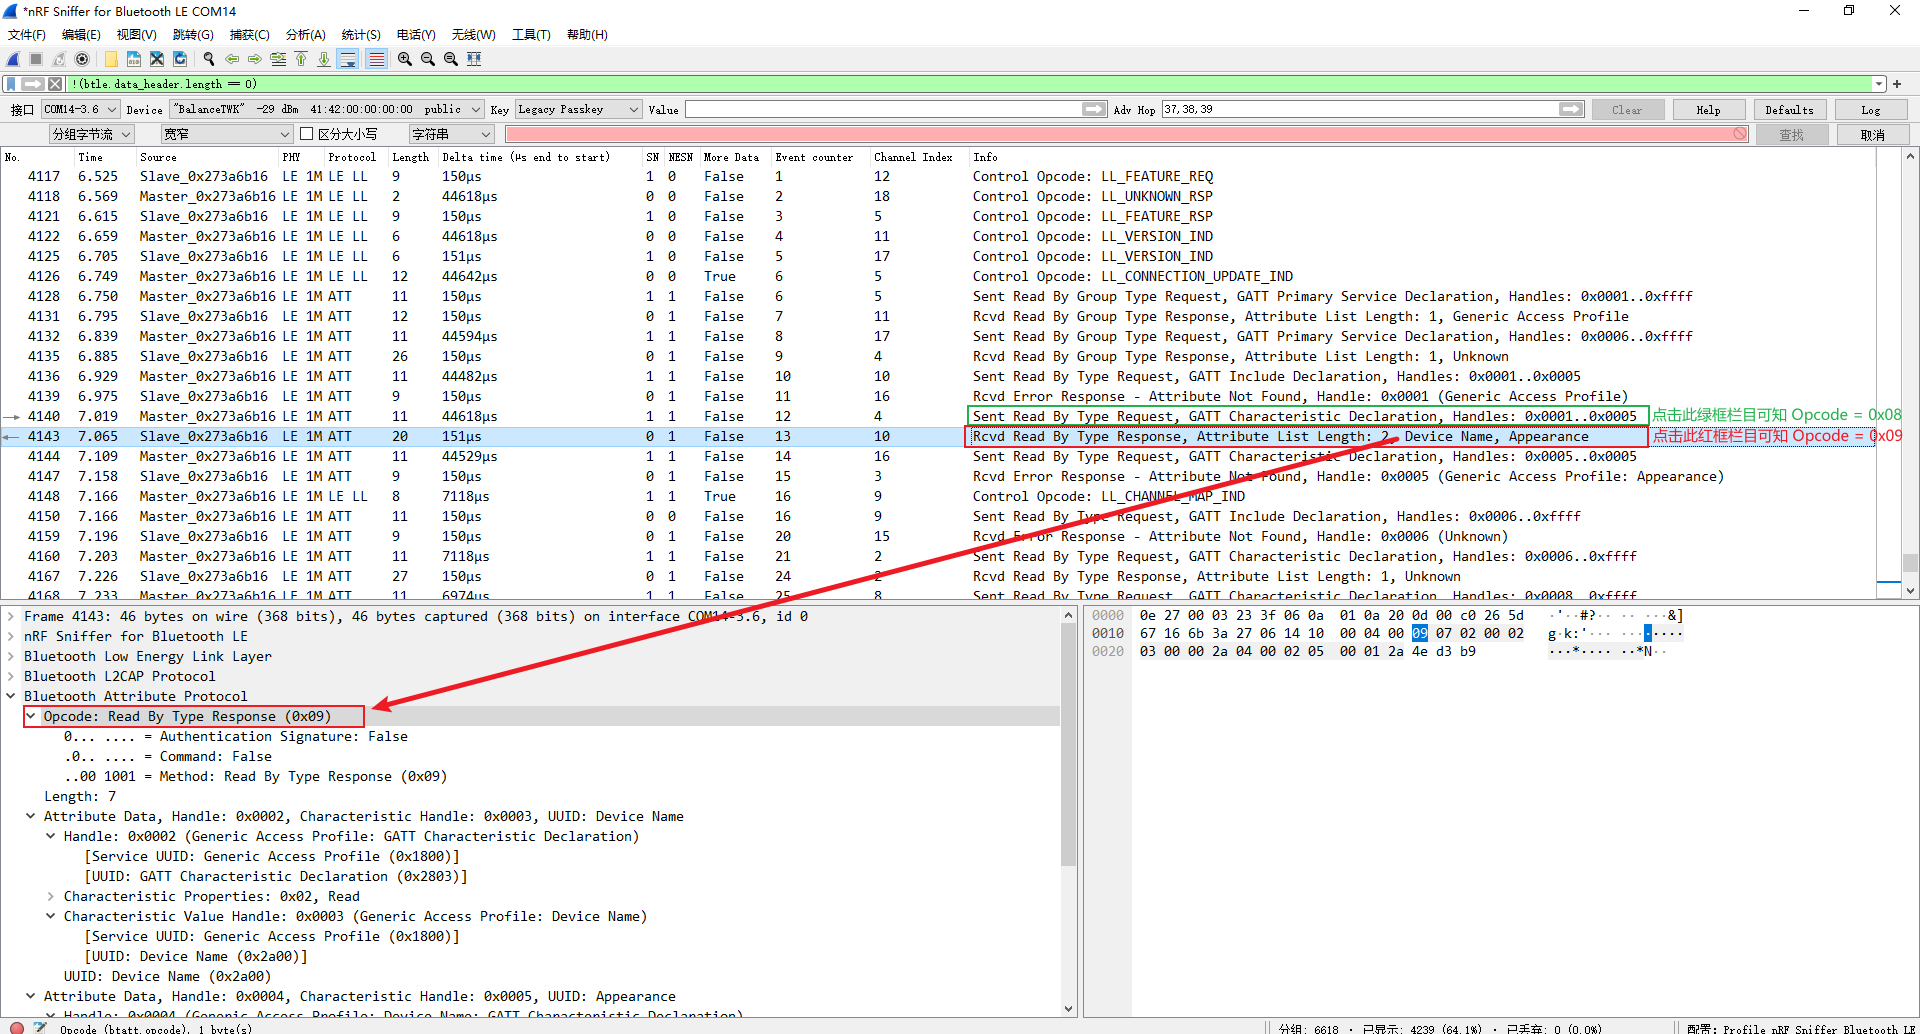 *nRF Sniffer for Bluetooth LE COM14
文件(F) 编辑(E) 视图(V) 跳转(G) 捕获(C) 分析(A) 统计(S) 电话(Y) 无线(W) 工具(T) 帮助(H)
!(btle.data_header.length == 0)
接口 COM14-3.6 Device "BalanceTWK" -29 dBm 41:42:00:00:00:00 public Key Legacy Passkey Value Adv Hop 37,38,39 Clear Help Defaults Log
分组字节流 宽窄 区分大小写 字符串 查找 取消
No. Time Source PHY Protocol Length Delta time (µs end to start) SN NESN More Data Event counter Channel Index Info
4117 6.525 Slave_0x273a6b16 LE 1M LE LL 9 150µs 1 0 False 1 12 Control Opcode: LL_FEATURE_REQ
4118 6.569 Master_0x273a6b16 LE 1M LE LL 2 44618µs 0 0 False 2 18 Control Opcode: LL_UNKNOWN_RSP
4121 6.615 Slave_0x273a6b16 LE 1M LE LL 9 150µs 1 0 False 3 5 Control Opcode: LL_FEATURE_RSP
4122 6.659 Master_0x273a6b16 LE 1M LE LL 6 44618µs 0 0 False 4 11 Control Opcode: LL_VERSION_IND
4125 6.705 Slave_0x273a6b16 LE 1M LE LL 6 151µs 1 0 False 5 17 Control Opcode: LL_VERSION_IND
4126 6.749 Master_0x273a6b16 LE 1M LE LL 12 44642µs 0 0 True 6 5 Control Opcode: LL_CONNECTION_UPDATE_IND
4128 6.750 Master_0x273a6b16 LE 1M ATT 11 150µs 1 1 False 6 5 Sent Read By Group Type Request, GATT Primary Service Declaration, Handles: 0x0001..0xffff
4131 6.795 Slave_0x273a6b16 LE 1M ATT 12 150µs 0 1 False 7 11 Rcvd Read By Group Type Response, Attribute List Length: 1, Generic Access Profile
4132 6.839 Master_0x273a6b16 LE 1M ATT 11 44594µs 1 1 False 8 17 Sent Read By Group Type Request, GATT Primary Service Declaration, Handles: 0x0006..0xffff
4135 6.885 Slave_0x273a6b16 LE 1M ATT 26 150µs 0 1 False 9 4 Rcvd Read By Group Type Response, Attribute List Length: 1, Unknown
4136 6.929 Master_0x273a6b16 LE 1M ATT 11 44482µs 1 1 False 10 10 Sent Read By Type Request, GATT Include Declaration, Handles: 0x0001..0x0005
4139 6.975 Slave_0x273a6b16 LE 1M ATT 9 150µs 0 1 False 11 16 Rcvd Error Response - Attribute Not Found, Handle: 0x0001 (Generic Access Profile)
4140 7.019 Master_0x273a6b16 LE 1M ATT 11 44618µs 1 1 False 12 4 Sent Read By Type Request, GATT Characteristic Declaration, Handles: 0x0001..0x0005 点击此绿框栏目可知 Opcode = 0x08
4143 7.065 Slave_0x273a6b16 LE 1M ATT 20 151µs 0 1 False 13 10 Rcvd Read By Type Response, Attribute List Length: 2, Device Name, Appearance 点击此红框栏目可知 Opcode = 0x09
4144 7.109 Master_0x273a6b16 LE 1M ATT 11 44529µs 1 1 False 14 16 Sent Read By Type Request, GATT Characteristic Declaration, Handles: 0x0005..0x0005
4147 7.158 Slave_0x273a6b16 LE 1M ATT 9 150µs 0 1 False 15 3 Rcvd Error Response - Attribute Not Found, Handle: 0x0005 (Generic Access Profile: Appearance)
4148 7.166 Master_0x273a6b16 LE 1M LE LL 8 7118µs 1 1 True 16 9 Control Opcode: LL_CHANNEL_MAP_IND
4150 7.166 Master_0x273a6b16 LE 1M ATT 11 150µs 0 0 False 16 9 Sent Read By Type Request, GATT Include Declaration, Handles: 0x0006..0xffff
4159 7.196 Slave_0x273a6b16 LE 1M ATT 9 150µs 0 1 False 20 15 Rcvd Error Response - Attribute Not Found, Handle: 0x0006 (Unknown)
4160 7.203 Master_0x273a6b16 LE 1M ATT 11 7118µs 1 1 False 21 2 Sent Read By Type Request, GATT Characteristic Declaration, Handles: 0x0006..0xffff
4167 7.226 Slave_0x273a6b16 LE 1M ATT 27 150µs 0 1 False 24 2 Rcvd Read By Type Response, Attribute List Length: 1, Unknown
4168 7.233 Master_0x273a6b16 LE 1M ATT 11 6974µs 1 1 False 25 8 Sent Read By Type Request, GATT Characteristic Declaration, Handles: 0x0008..0xffff
Frame 4143: 46 bytes on wire (368 bits), 46 bytes captured (368 bits) on interface COM14-3.6, id 0
nRF Sniffer for Bluetooth LE
Bluetooth Low Energy Link Layer
Bluetooth L2CAP Protocol
Bluetooth Attribute Protocol
Opcode: Read By Type Response (0x09)
0... .... = Authentication Signature: False
.0.. .... = Command: False
..00 1001 = Method: Read By Type Response (0x09)
Length: 7
Attribute Data, Handle: 0x0002, Characteristic Handle: 0x0003, UUID: Device Name
Handle: 0x0002 (Generic Access Profile: GATT Characteristic Declaration)
[Service UUID: Generic Access Profile (0x1800)]
[UUID: GATT Characteristic Declaration (0x2803)]
Characteristic Properties: 0x02, Read
Characteristic Value Handle: 0x0003 (Generic Access Profile: Device Name)
[Service UUID: Generic Access Profile (0x1800)]
[UUID: Device Name (0x2a00)]
UUID: Device Name (0x2a00)
Attribute Data, Handle: 0x0004, Characteristic Handle: 0x0005, UUID: Appearance
Handle: 0x0004 (Generic Access Profile: Device Name: GATT Characteristic Declaration)
0000 0e 27 00 03 23 3f 06 0a 01 0a 20 0d 00 c0 26 5d ·'··#?·· ·· ···&]
0010 67 16 6b 3a 27 06 14 10 00 04 00 09 07 02 00 02 g·k:'··· ········
0020 03 00 00 2a 04 00 02 05 00 01 2a 4e d3 b9 ···*···· ··*N··
Opcode (btatt.opcode), 1 byte(s)
分组: 6618 · 已显示: 4239 (64.1%) · 已丢弃: 0 (0.0%)
配置: Profile nRF Sniffer Bluetooth LE